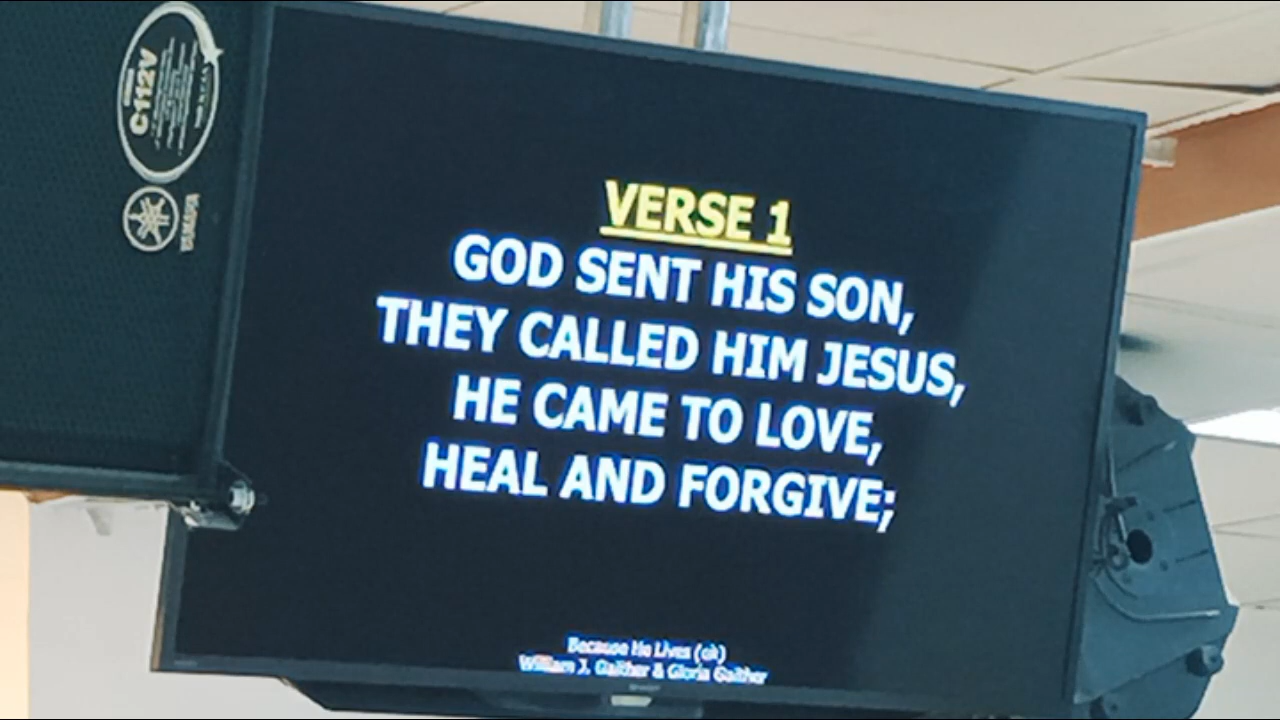 C112V
YAMAHA
VERSE 1
GOD SENT HIS SON,
THEY CALLED HIM JESUS,
HE CAME TO LOVE,
HEAL AND FORGIVE;
Because He Lives (ok)
William J. Gaither & Gloria Gaither